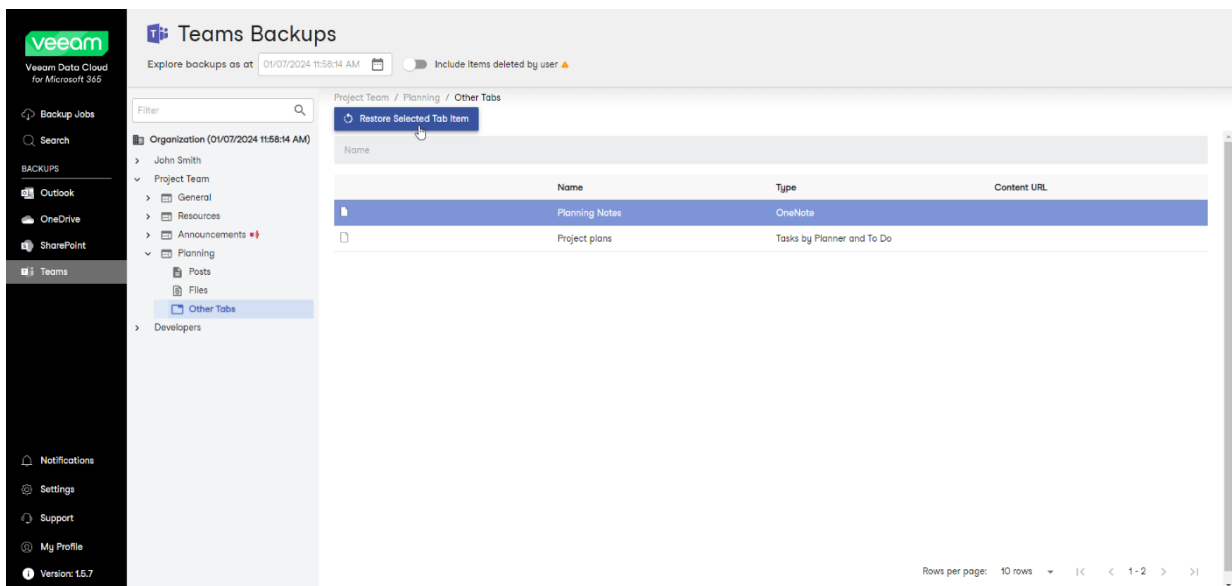 veeam
Veeam Data Cloud
for Microsoft 365
Backup Jobs
Search
BACKUPS
Outlook
OneDrive
SharePoint
Teams
Notifications
Settings
Support
My Profile
Version: 1.5.7
Teams Backups
Explore backups as at 01/07/2024 11:58:14 AM Include items deleted by user
Filter
Organization (01/07/2024 11:58:14 AM)
John Smith
Project Team
General
Resources
Announcements
Planning
Posts
Files
Other Tabs
Developers
Project Team / Planning / Other Tabs
Restore Selected Tab Item
Name
Name Type Content URL
Planning Notes OneNote
Project plans Tasks by Planner and To Do
Rows per page: 10 rows 1-2